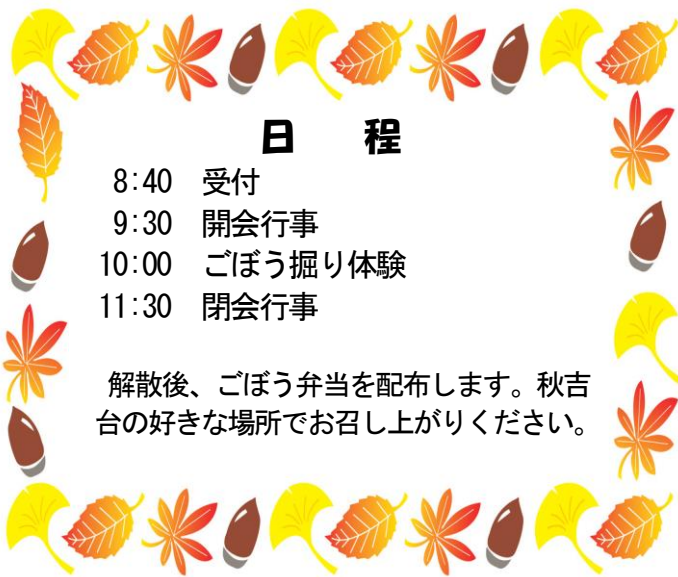 日　程
8:40　受付
9:30　開会行事
10:00　ごぼう掘り体験
11:30　閉会行事
解散後、ごぼう弁当を配布します。秋吉
台の好きな場所でお召し上がりください。